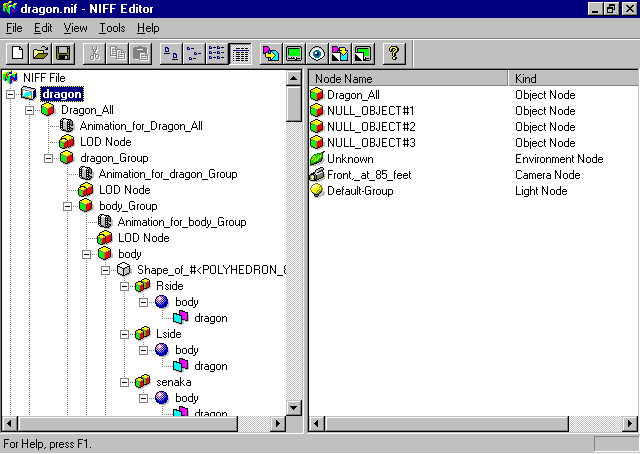 dragon.nif - NIFF Editor
File Edit View Tools Help
NIFF File
dragon
Dragon_All
Animation_for_Dragon_All
LOD Node
dragon_Group
Animation_for_dragon_Group
LOD Node
body_Group
Animation_for_body_Group
LOD Node
body
Shape_of_#<POLYHEDRON_8
Rside
body
dragon
Lside
body
dragon
senaka
body
dragon
Node Name Kind
Dragon_All Object Node
NULL_OBJECT#1 Object Node
NULL_OBJECT#2 Object Node
NULL_OBJECT#3 Object Node
Unknown Environment Node
Front,_at_85_feet Camera Node
Default-Group Light Node
For Help, press F1.